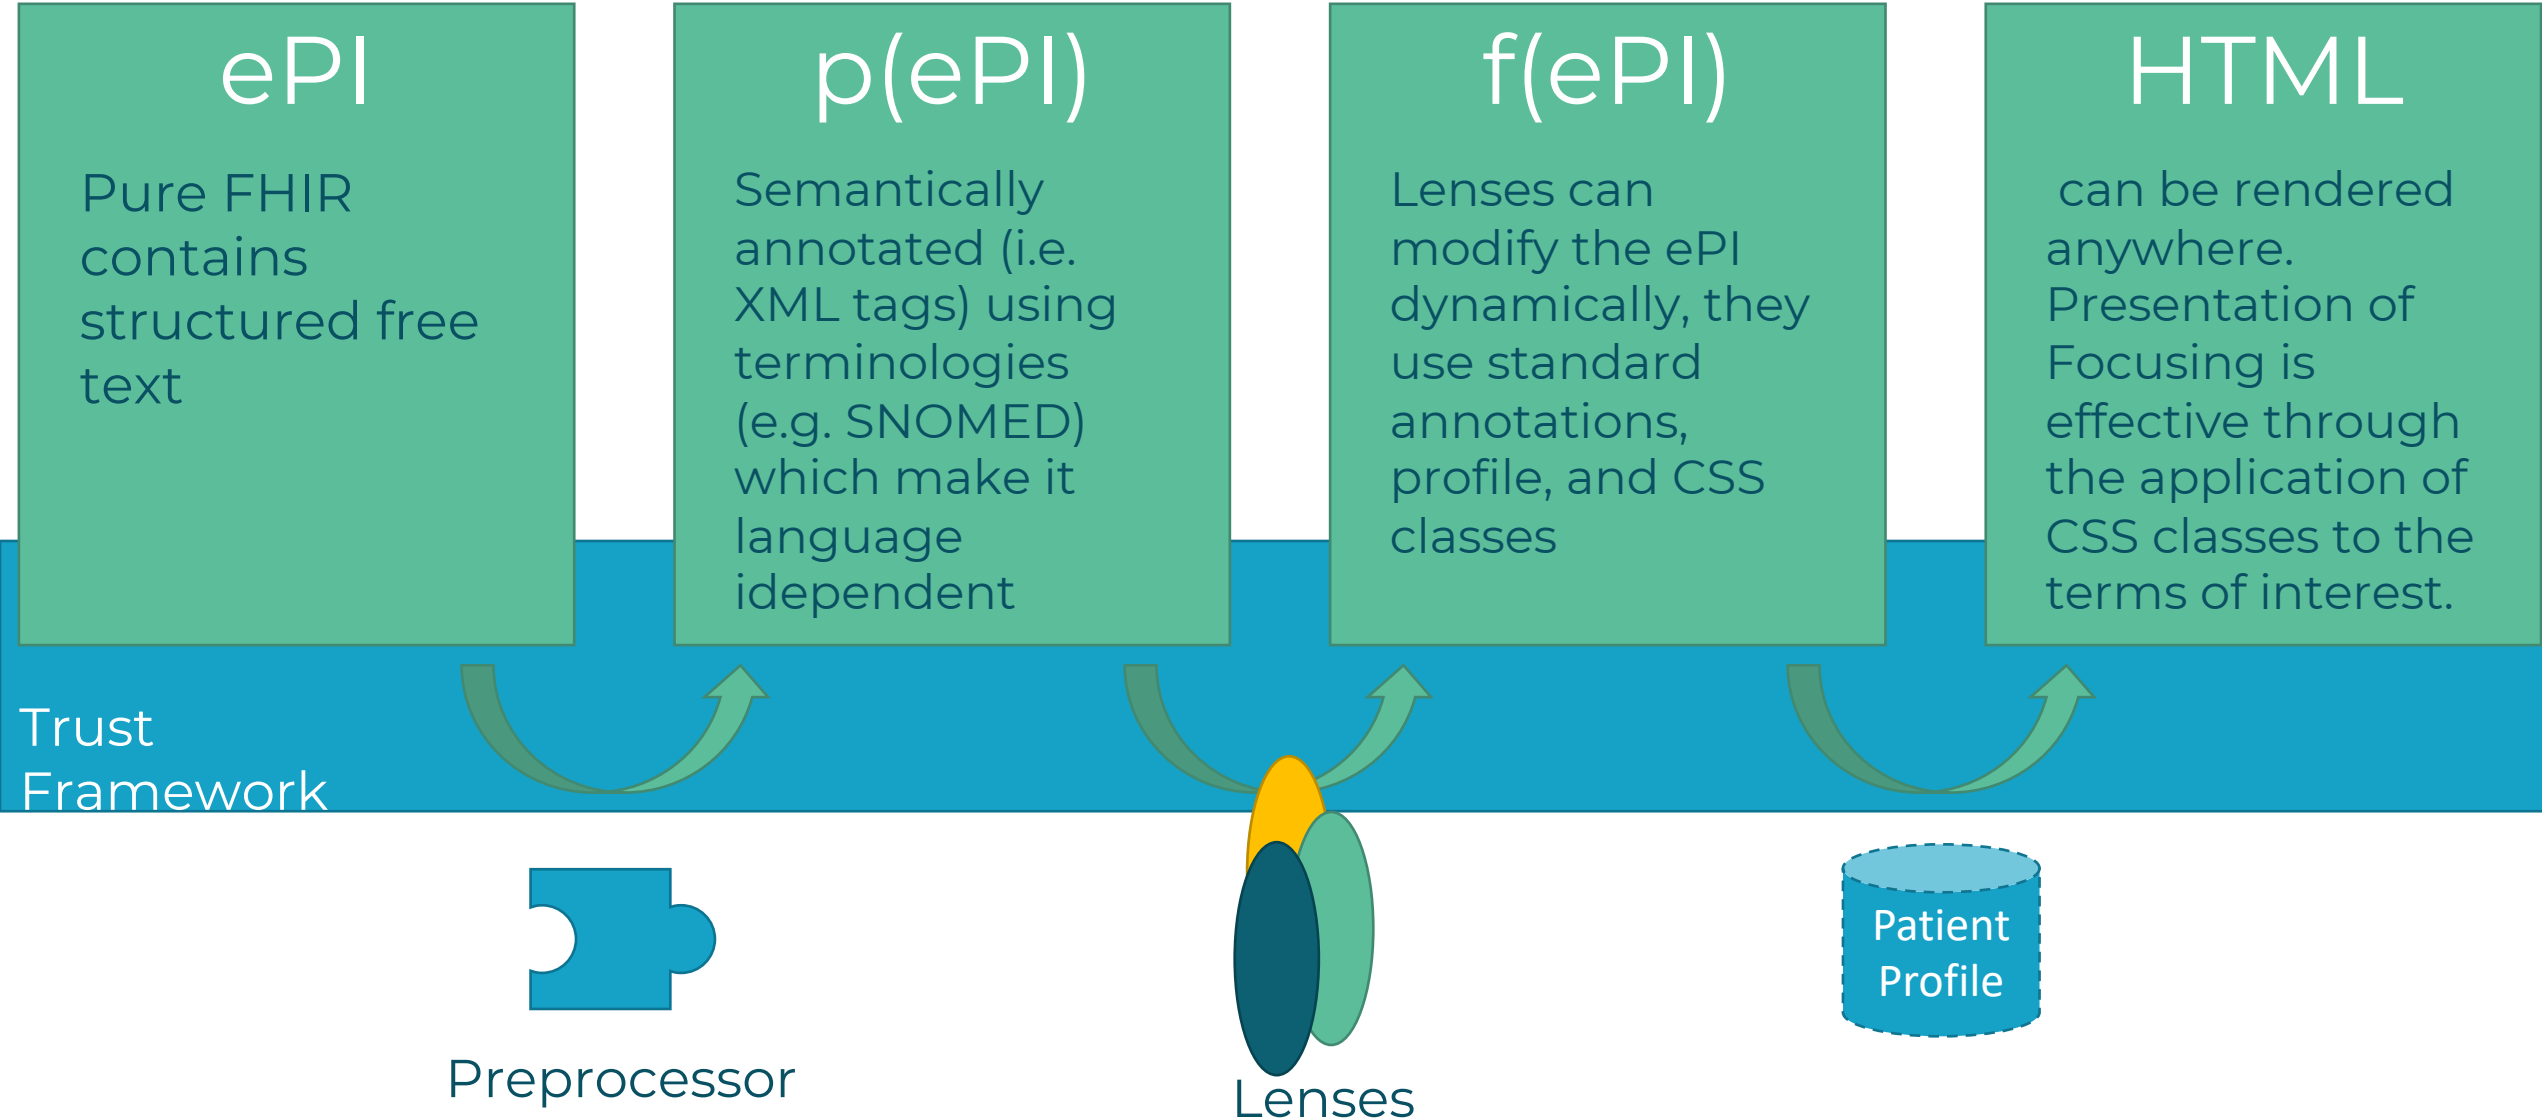 ePI
Pure FHIR
contains
structured free
text
p(ePI)
Semantically
annotated (i.e.
XML tags) using
terminologies
(e.g. SNOMED)
which make it
language
idependent
f(ePI)
Lenses can
modify the ePI
dynamically, they
use standard
annotations,
profile, and CSS
classes
HTML
can be rendered
anywhere.
Presentation of
Focusing is
effective through
the application of
CSS classes to the
terms of interest.
Trust
Framework
Preprocessor
Lenses
Patient
Profile